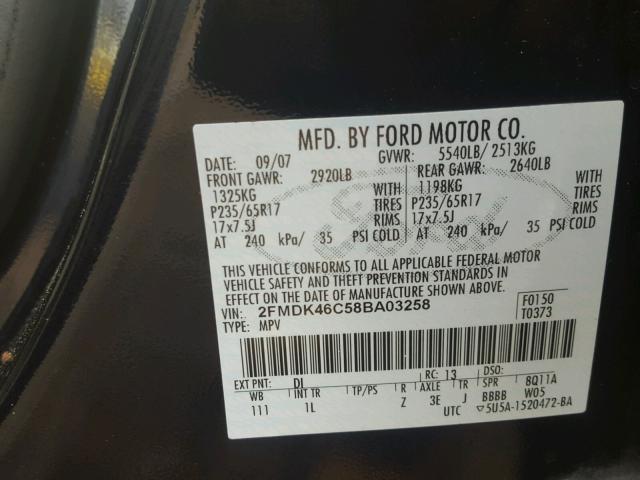 MFD. BY FORD MOTOR CO.
DATE: 09/07 GVWR: 5540LB/ 2513KG
FRONT GAWR: 2920LB REAR GAWR: 2640LB
1325KG WITH 1198KG WITH
P235/65R17 TIRES P235/65R17 TIRES
17x7.5J RIMS 17x7.5J RIMS
AT 240 kPa/ 35 PSI COLD AT 240 kPa/ 35 PSI COLD
Ford
THIS VEHICLE CONFORMS TO ALL APPLICABLE FEDERAL MOTOR
VEHICLE SAFETY AND THEFT PREVENTION STANDARDS IN
EFFECT ON THE DATE OF MANUFACTURE SHOWN ABOVE.
VIN: 2FMDK46C58BA03258 F0150
TYPE: MPV T0373
EXT PNT: DI RC: 13 DSO:
WB INT TR TP/PS R AXLE TR SPR 8Q11A
111 1L Z 3E J BBBB W05
UTC ▽5U5A-1520472-BA